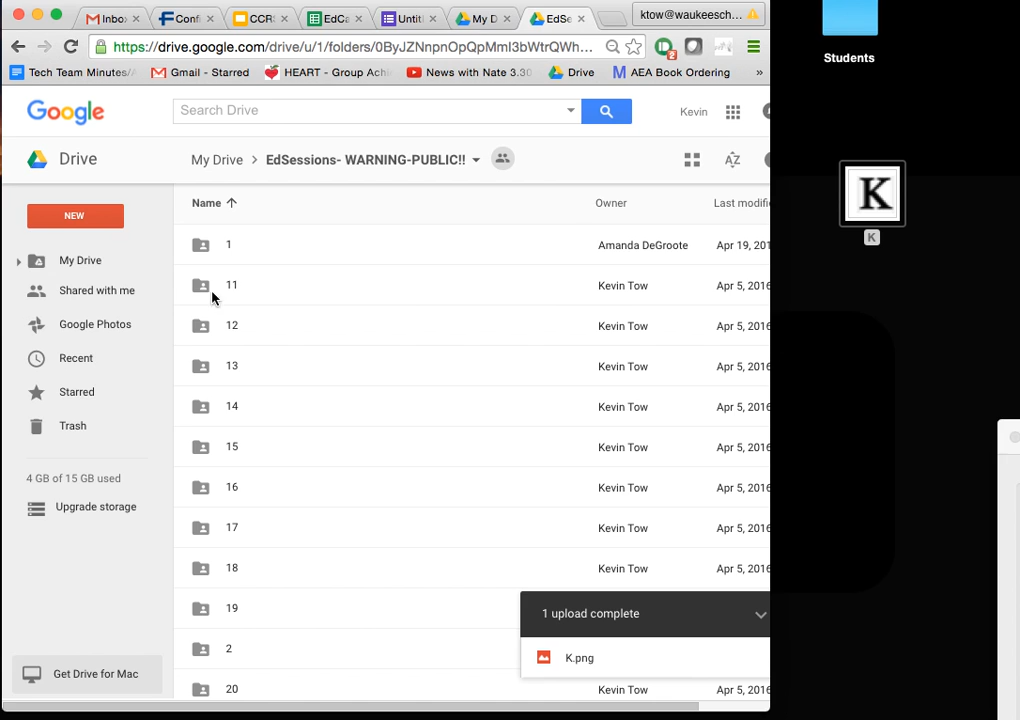 Inbo
Confi
CCR
EdCa
Untitl
My D
EdSe
ktow@waukeesch...
https://drive.google.com/drive/u/1/folders/0ByJZNnpnOpQpMmI3bWtrQWh...
2
Tech Team Minutes/A
Gmail - Starred
HEART - Group Achi
News with Nate 3.30
Drive
AEA Book Ordering
»
Google
Search Drive
Kevin
Drive
My Drive > EdSessions- WARNING-PUBLIC!!
AZ
NEW
My Drive
Shared with me
Google Photos
Recent
Starred
Trash
4 GB of 15 GB used
Upgrade storage
Get Drive for Mac
Name
Owner
Last modifi
1 Amanda DeGroote Apr 19, 201
11 Kevin Tow Apr 5, 2016
12 Kevin Tow Apr 5, 2016
13 Kevin Tow Apr 5, 2016
14 Kevin Tow Apr 5, 2016
15 Kevin Tow Apr 5, 2016
16 Kevin Tow Apr 5, 2016
17 Kevin Tow Apr 5, 2016
18 Kevin Tow Apr 5, 2016
19
2
20 Kevin Tow Apr 5, 2016
1 upload complete
K.png
Students
K
K